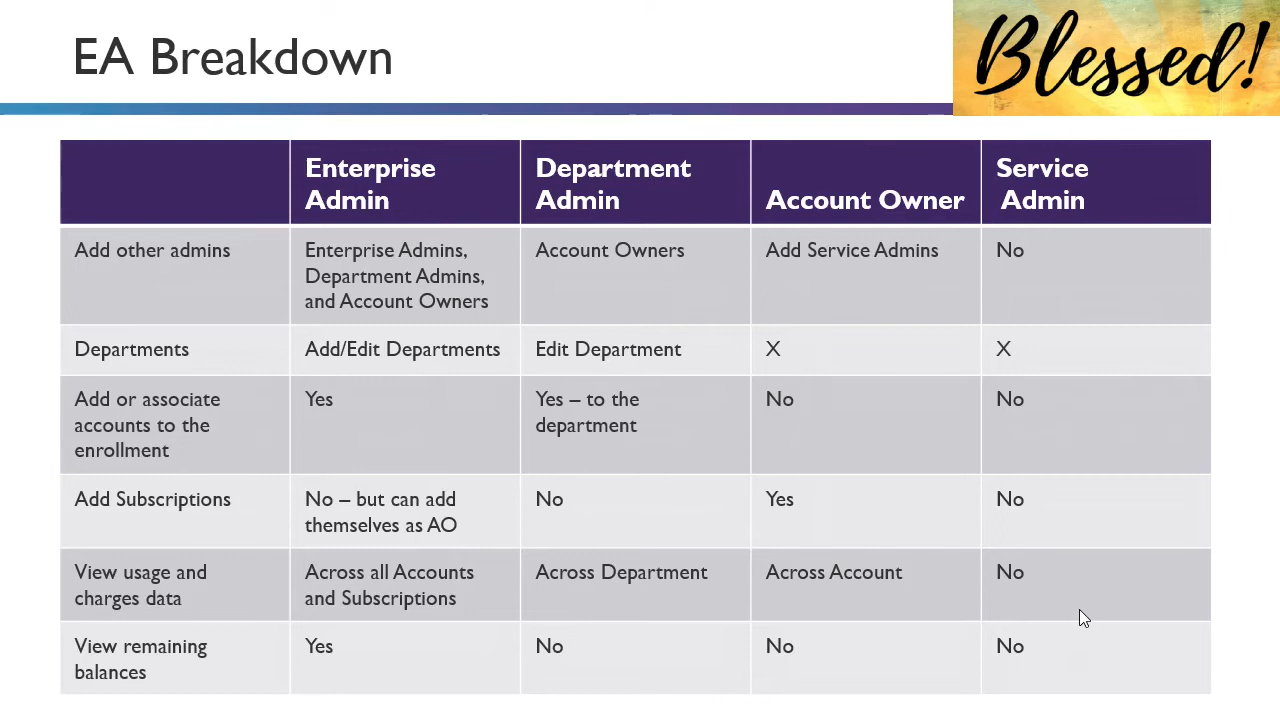 EA Breakdown
Blessed!
Enterprise Admin
Department Admin
Account Owner
Service Admin
Add other admins
Enterprise Admins,
Department Admins,
and Account Owners
Account Owners
Add Service Admins
No
Departments
Add/Edit Departments
Edit Department
X
X
Add or associate
accounts to the
enrollment
Yes
Yes – to the
department
No
No
Add Subscriptions
No – but can add
themselves as AO
No
Yes
No
View usage and
charges data
Across all Accounts
and Subscriptions
Across Department
Across Account
No
View remaining
balances
Yes
No
No
No